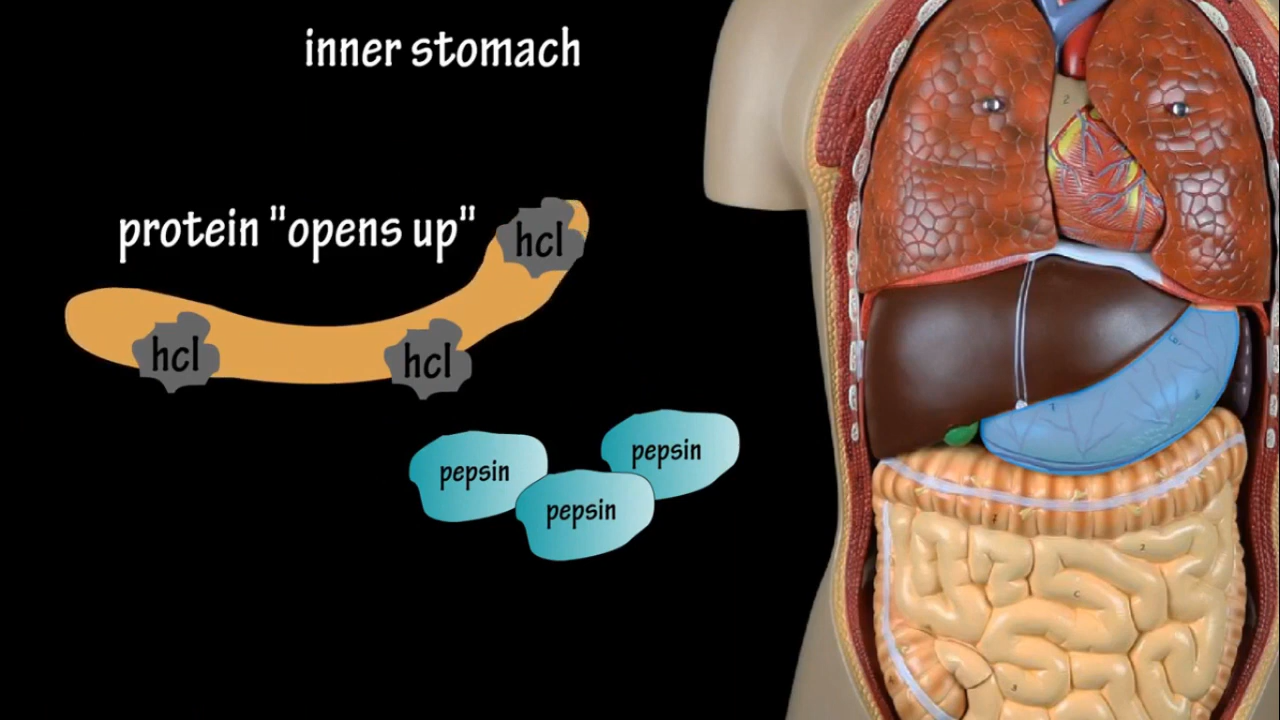 inner stomach
protein "opens up"
hcl
hcl
hcl
pepsin
pepsin
pepsin